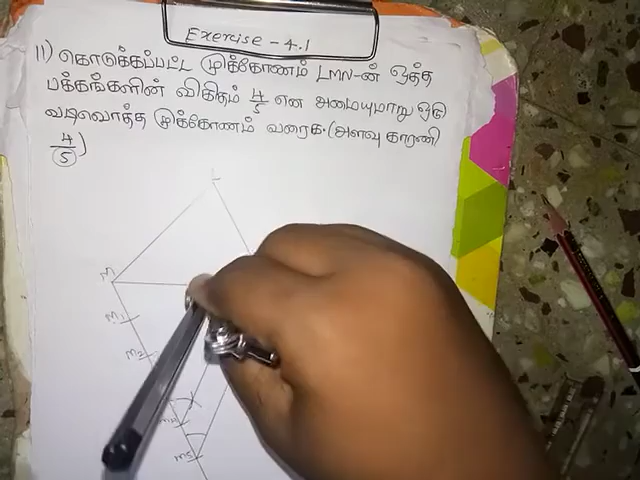 Exercise - 4.1
11) கொடுக்கப்பட்ட முக்கோணம் LMN-ன் ஒத்த
பக்கங்களின் விகிதம் 4/5 என அமையுமாறு ஒரு
வடிவொத்த முக்கோணம் வரைக. (அளவு காரணி
4/5)
L
M
M1
M2
M4
M5